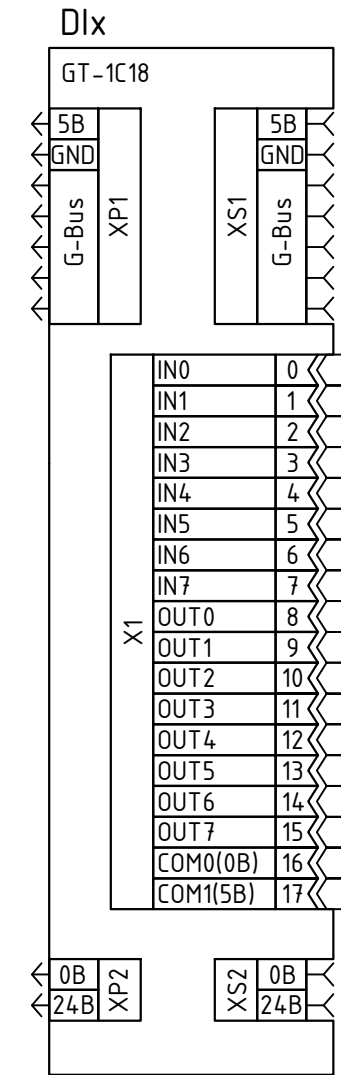 DIx
GT-1C18
5В 5В
GND GND
G-Bus XP1 XS1 G-Bus
IN0 0
IN1 1
IN2 2
IN3 3
IN4 4
IN5 5
IN6 6
IN7 7
X1
OUT0 8
OUT1 9
OUT2 10
OUT3 11
OUT4 12
OUT5 13
OUT6 14
OUT7 15
COM0(0В) 16
COM1(5В) 17
0В XP2 XS2 0В
24В 24В